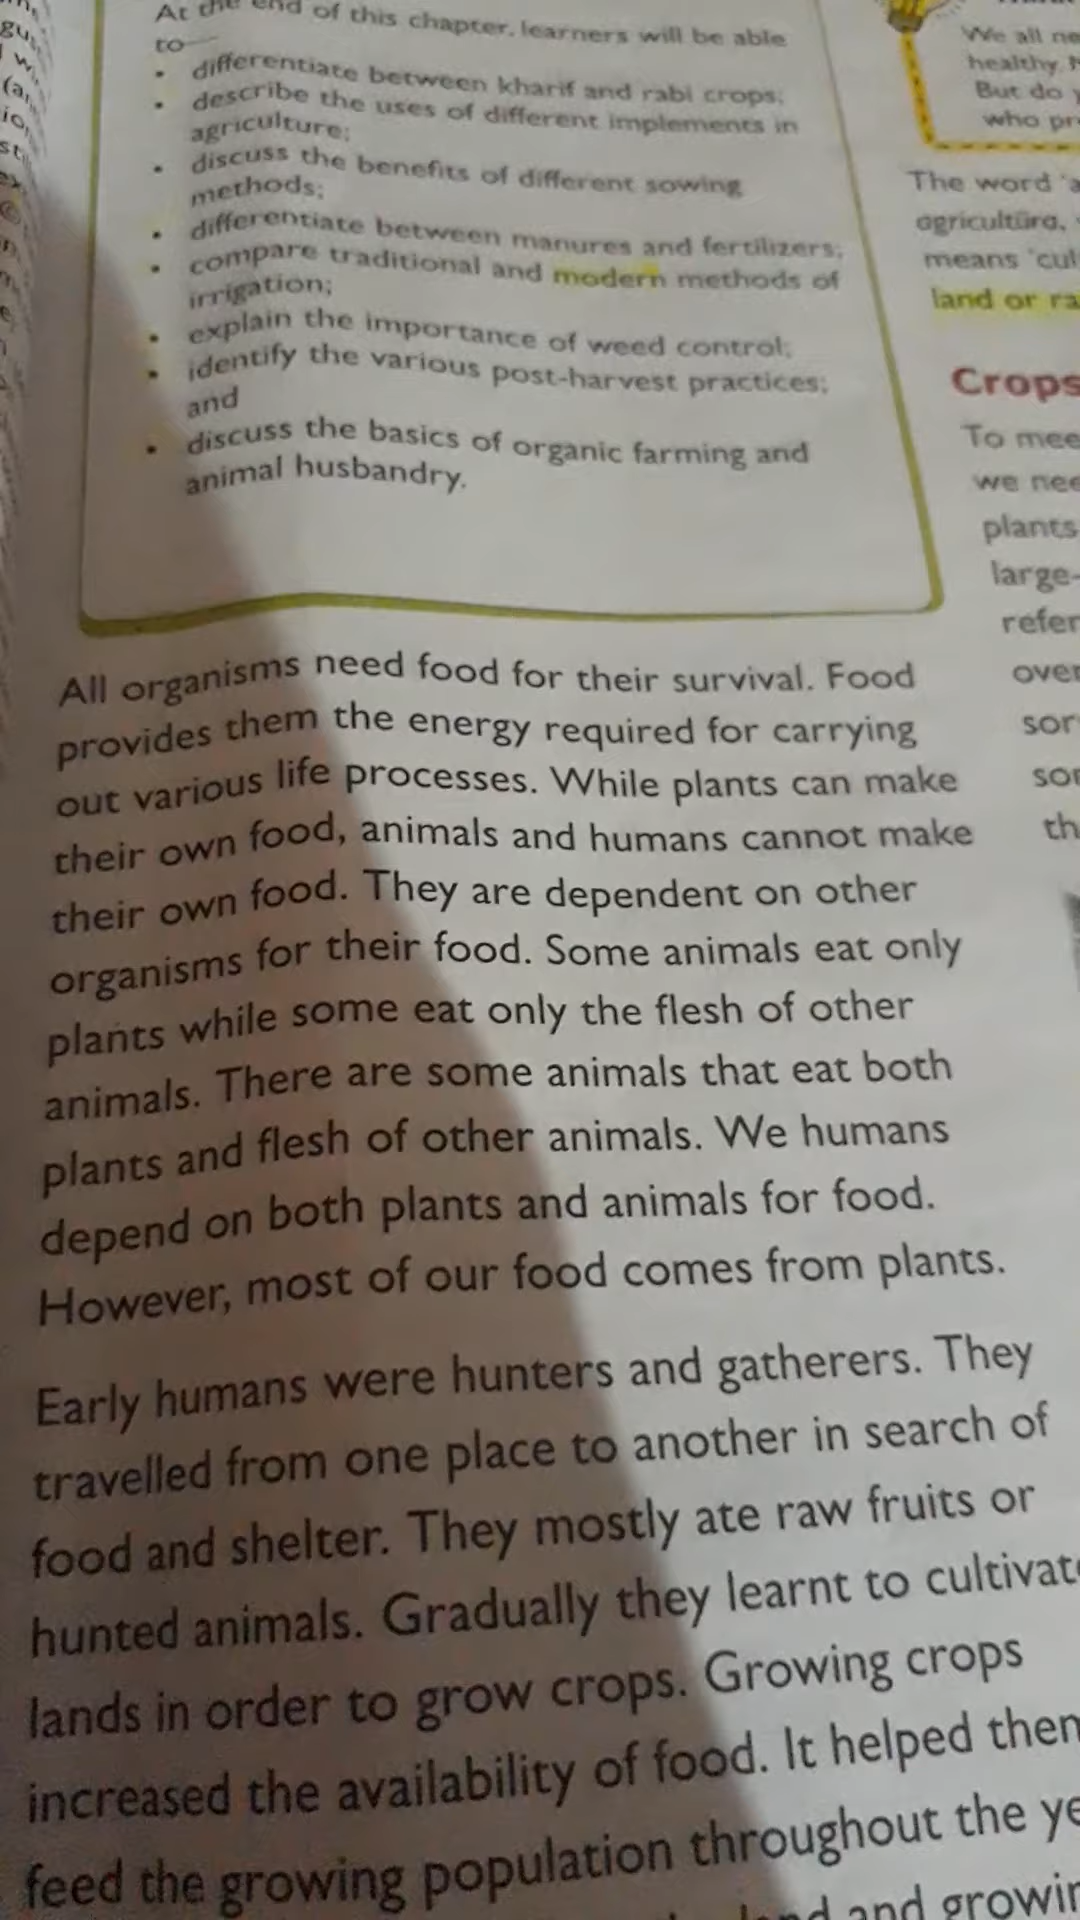 At the end of this chapter, learners will be able
to—
• differentiate between kharif and rabi crops;
• describe the uses of different implements in
agriculture;
• discuss the benefits of different sowing
methods;
• differentiate between manures and fertilizers;
• compare traditional and modern methods of
irrigation;
• explain the importance of weed control;
• identify the various post-harvest practices;
and
• discuss the basics of organic farming and
animal husbandry.
All organisms need food for their survival. Food
provides them the energy required for carrying
out various life processes. While plants can make
their own food, animals and humans cannot make
their own food. They are dependent on other
organisms for their food. Some animals eat only
plants while some eat only the flesh of other
animals. There are some animals that eat both
plants and flesh of other animals. We humans
depend on both plants and animals for food.
However, most of our food comes from plants.
Early humans were hunters and gatherers. They
travelled from one place to another in search of
food and shelter. They mostly ate raw fruits or
hunted animals. Gradually they learnt to cultivat
lands in order to grow crops. Growing crops
increased the availability of food. It helped then
feed the growing population throughout the ye
and growin
We all ne
healthy
But do
who pr
The word 'a
agricultūra,
means 'cul
land or ra
Crops
To mee
we nee
plants
large-
refer
over
sor
sor
th